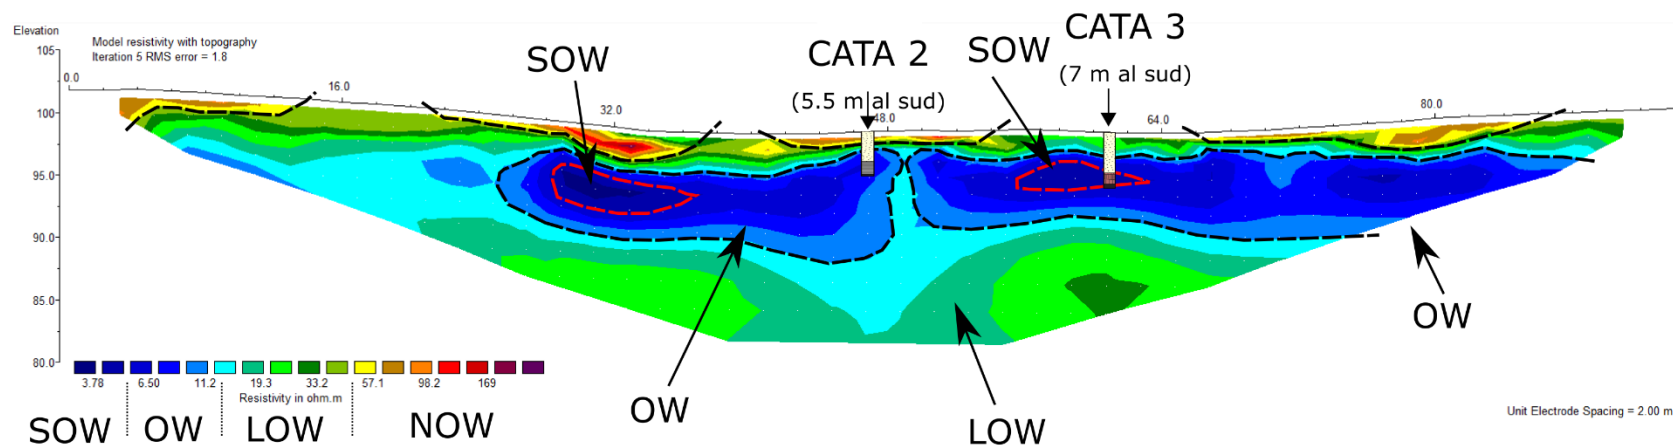 Elevation
105
100
95.0
90.0
85.0
80.0
Model resistivity with topography
Iteration 5 RMS error = 1.8
0.0
16.0
32.0
48.0
64.0
80.0
SOW
CATA 2
(5.5 m al sud)
SOW
CATA 3
(7 m al sud)
OW
LOW
OW
3.78 6.50 11.2 19.3 33.2 57.1 98.2 169
Resistivity in ohm.m
SOW OW LOW NOW
Unit Electrode Spacing = 2.00 m